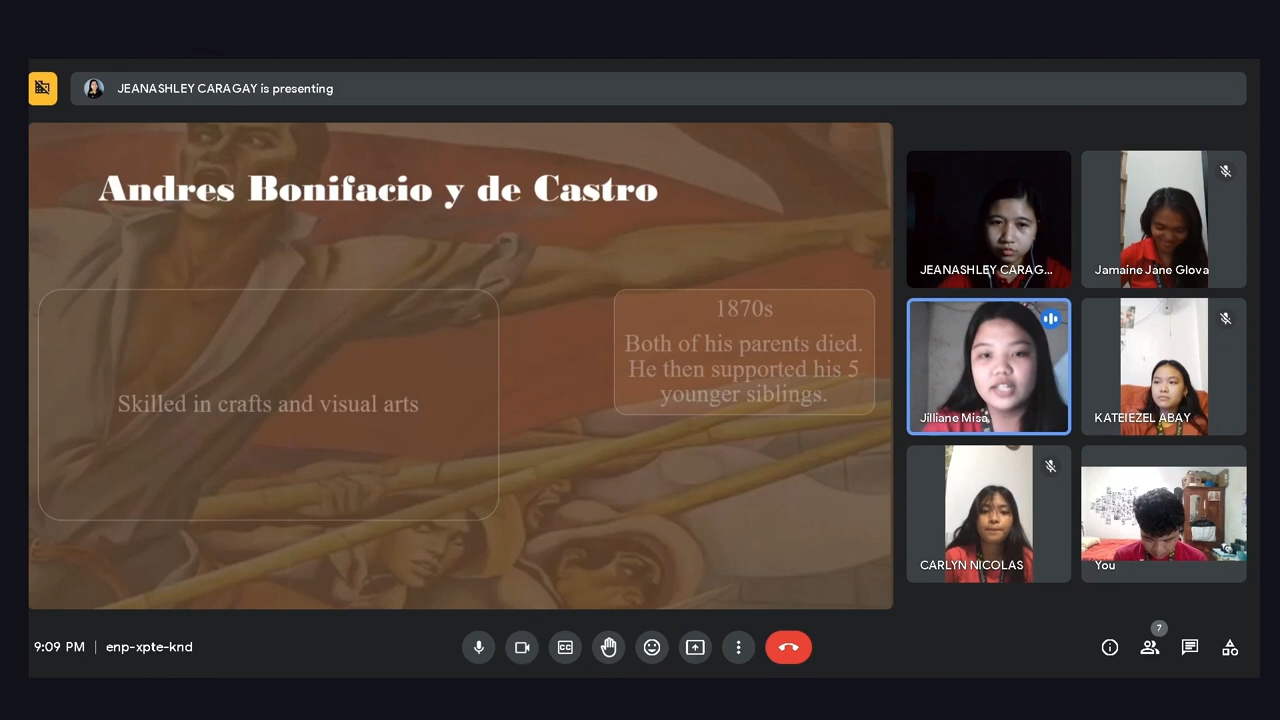 JEANASHLEY CARAGAY is presenting
Andres Bonifacio y de Castro
Skilled in crafts and visual arts
1870s
Both of his parents died.
He then supported his 5
younger siblings.
JEANASHLEY CARAG...
Jamaine Jane Glova
Jilliane Misa
KATEIEZEL ABAY
CARLYN NICOLAS
You
9:09 PM | enp-xpte-knd
7